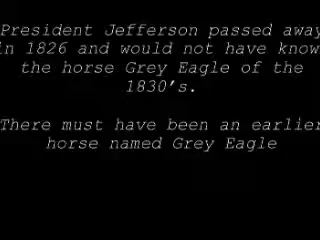 President Jefferson passed away
in 1826 and would not have know
the horse Grey Eagle of the
1830's.
There must have been an earlier
horse named Grey Eagle